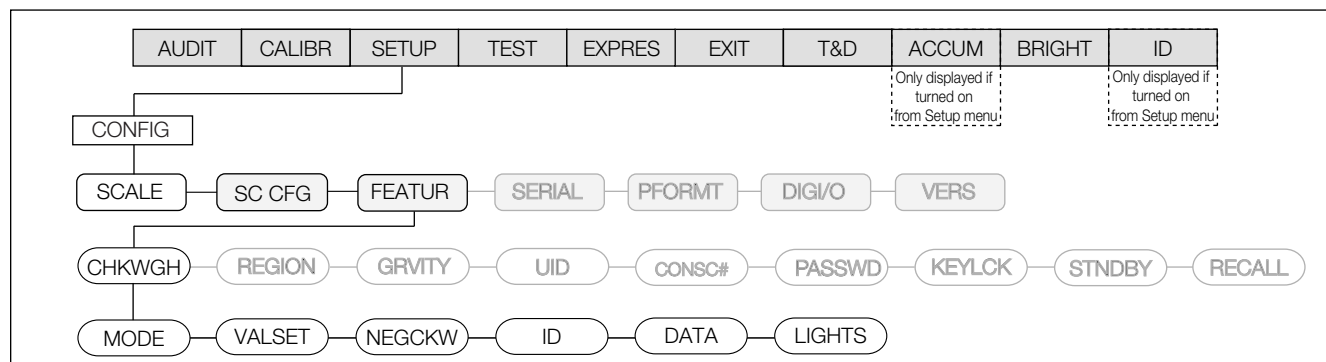 AUDIT CALIBR SETUP TEST EXPRES EXIT T&D ACCUM BRIGHT ID
Only displayed if turned on from Setup menu
Only displayed if turned on from Setup menu
CONFIG
SCALE SC CFG FEATUR SERIAL PFORMT DIGI/O VERS
CHKWGH REGION GRVITY UID CONSC# PASSWD KEYLCK STNDBY RECALL
MODE VALSET NEGCKW ID DATA LIGHTS